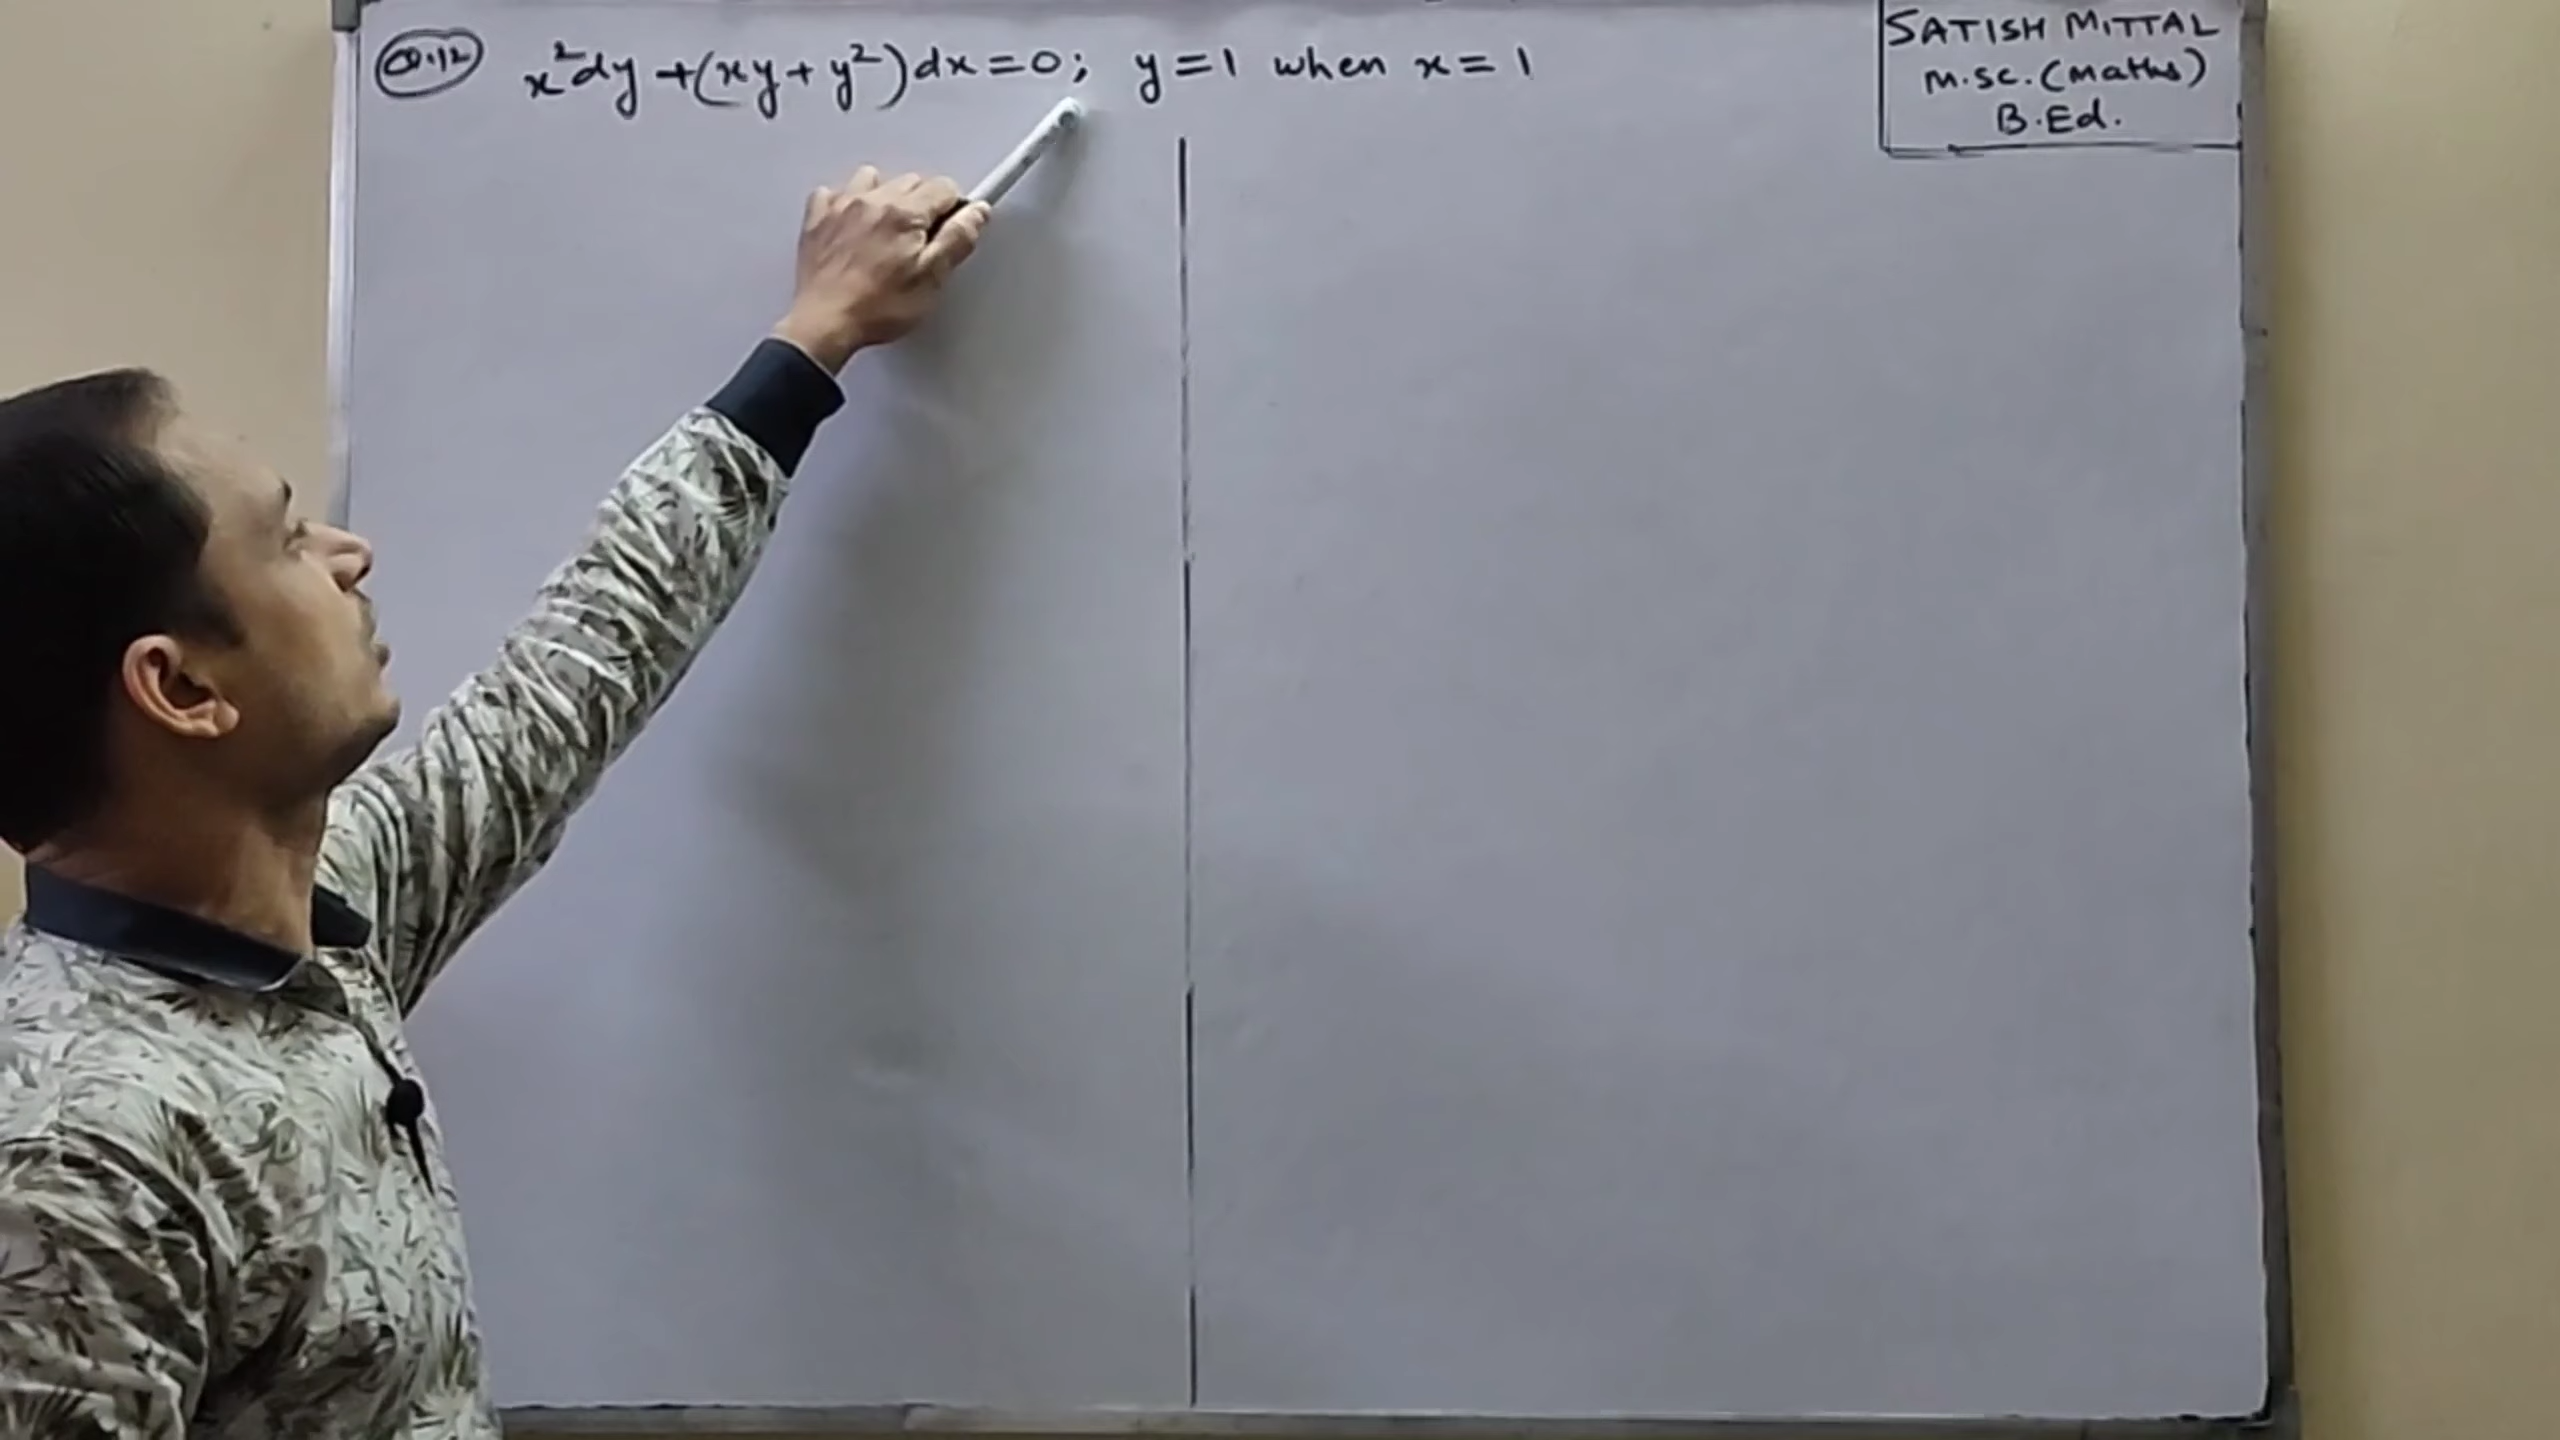 Q.12 x²dy+(xy+y²)dx=0; y=1 when x=1
SATISH MITTAL
M.SC.(Maths)
B.Ed.